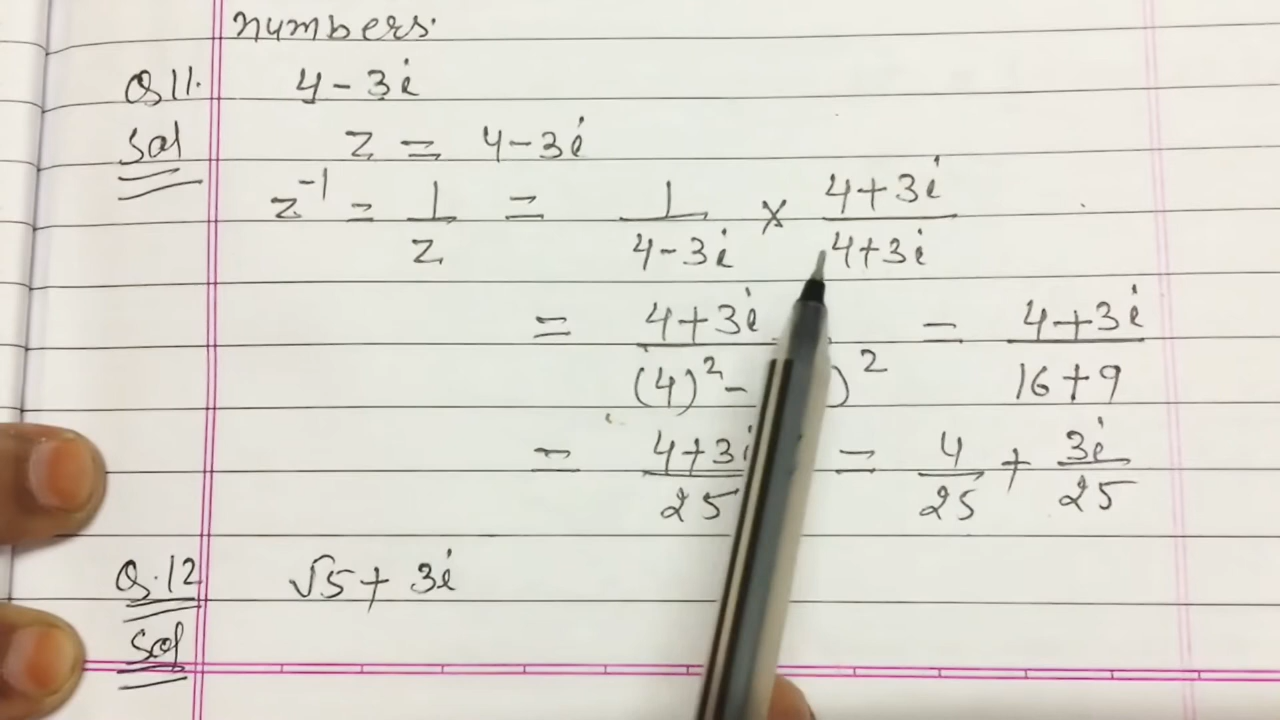 numbers.
Q11. 4-3i
Sol z = 4-3i
z⁻¹ = 1/z = 1/(4-3i) × (4+3i)/(4+3i)
= (4+3i)/((4)² - )² = (4+3i)/(16+9)
= (4+3i)/25 = 4/25 + 3i/25
Q.12 √5 + 3i
Sol